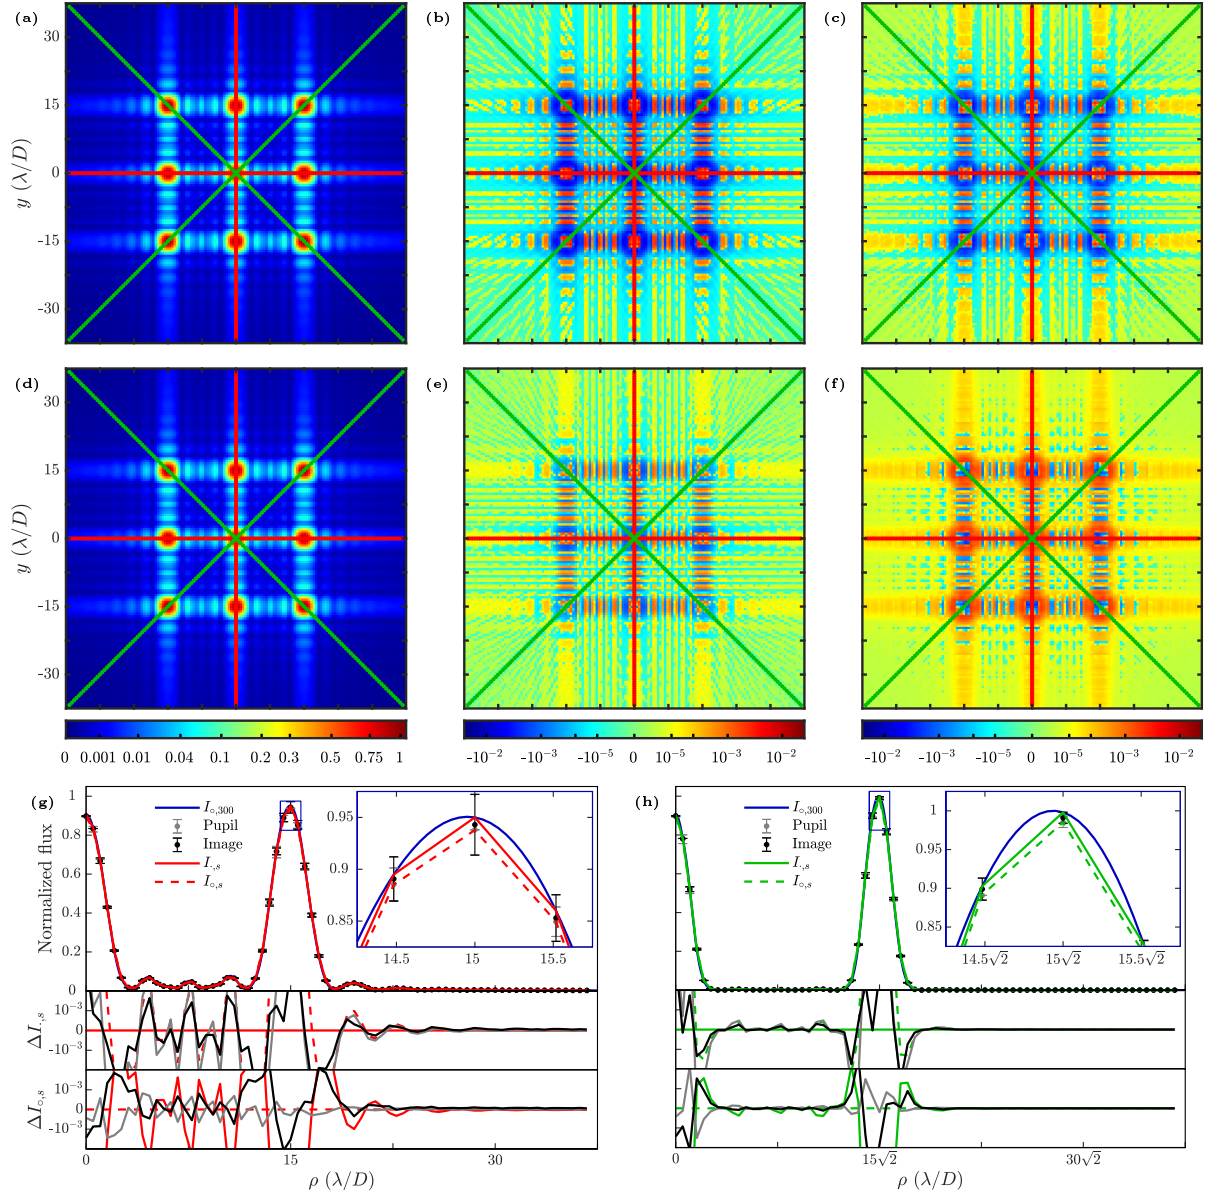 (a)
(b)
(c)
y (λ/D)
30
15
0
-15
-30
(d)
(e)
(f)
y (λ/D)
30
15
0
-15
-30
0 0.001 0.01 0.04 0.1 0.2 0.3 0.5 0.75 1
-10⁻² -10⁻³ -10⁻⁵ 0 10⁻⁵ 10⁻³ 10⁻²
-10⁻² -10⁻³ -10⁻⁵ 0 10⁻⁵ 10⁻³ 10⁻²
(g)
Normalized flux
1
0.8
0.6
0.4
0.2
0
I∘,300
Pupil
Image
I·,s
I∘,s
0.95
0.9
0.85
14.5 15 15.5
ΔI·,s
10⁻³
0
-10⁻³
ΔI∘,s
10⁻³
0
-10⁻³
0 15 30
ρ (λ/D)
(h)
I∘,300
Pupil
Image
I·,s
I∘,s
1
0.95
0.9
0.85
14.5√2 15√2 15.5√2
0 15√2 30√2
ρ (λ/D)